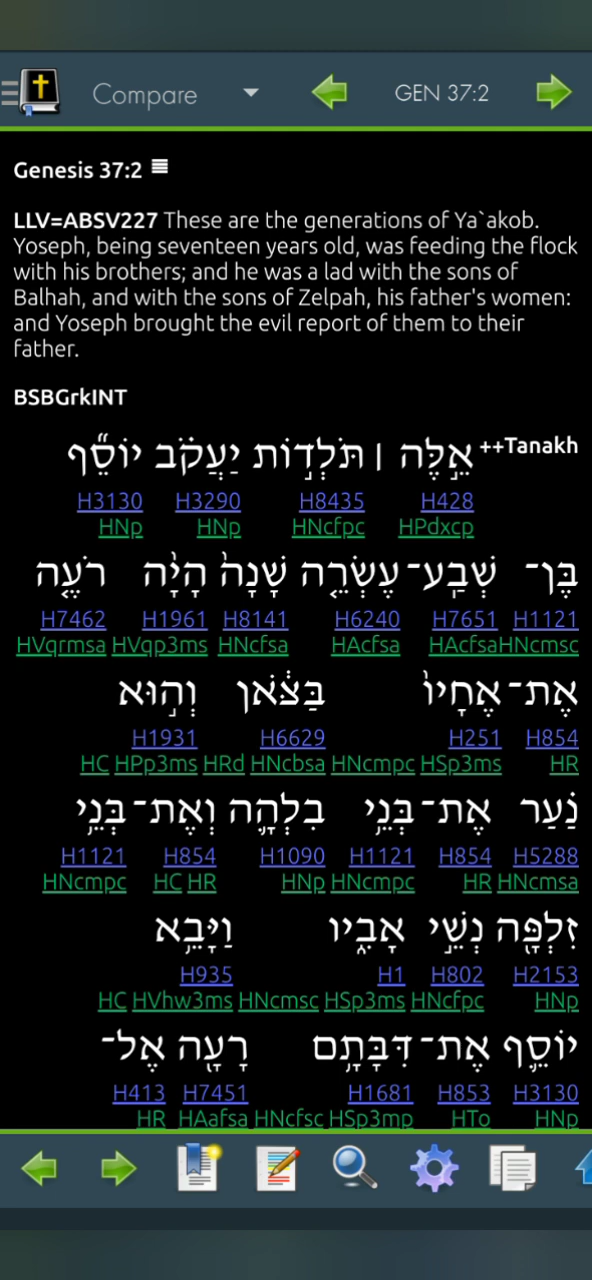 Compare
GEN 37:2
Genesis 37:2
LLV=ABSV227 These are the generations of Ya`akob.
Yoseph, being seventeen years old, was feeding the flock
with his brothers; and he was a lad with the sons of
Balhah, and with the sons of Zelpah, his father's women:
and Yoseph brought the evil report of them to their
father.
BSBGrkINT
++Tanakh אֵ֣לֶּה ׀ תֹּלְד֣וֹת יַעֲקֹ֗ב יוֹסֵ֞ף
H3130 H3290 H8435 H428
HNp HNp HNcfpc HPdxcp
בֶּן־ שְׁבַֽע־עֶשְׂרֵ֤ה שָׁנָה֙ הָיָ֨ה רֹעֶ֤ה
H7462 H1961 H8141 H6240 H7651 H1121
HVqrmsa HVqp3ms HNcfsa HAcfsa HAcfsaHNcmsc
אֶת־אֶחָיו֙ בַּצֹּ֔אן וְה֣וּא
H1931 H6629 H251 H854
HC HPp3ms HRd HNcbsa HNcmpc HSp3ms HR
נַ֗עַר אֶת־בְּנֵ֥י בִלְהָ֛ה וְאֶת־בְּנֵ֥י
H1121 H854 H1090 H1121 H854 H5288
HNcmpc HC HR HNp HNcmpc HR HNcmsa
זִלְפָּ֖ה נְשֵׁ֣י אָבִ֑יו וַיָּבֵ֥א
H935 H1 H802 H2153
HC HVhw3ms HNcmsc HSp3ms HNcfpc HNp
יוֹסֵ֛ף אֶת־דִּבָּתָ֥ם רָעָ֖ה אֶל־
H413 H7451 H1681 H853 H3130
HR HAafsa HNcfsc HSp3mp HTo HNp